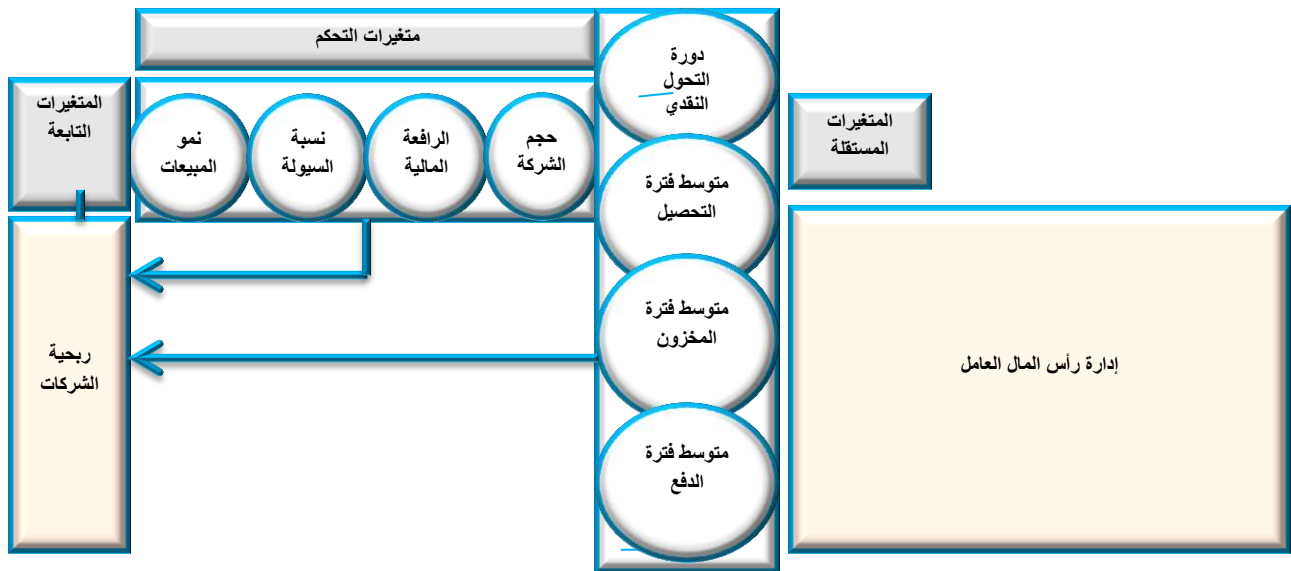 متغيرات التحكم
دورة
التحول
النقدي
المتغيرات
المستقلة
المتغيرات
التابعة
حجم
الشركة
الرافعة
المالية
نسبة
السيولة
نمو
المبيعات
متوسط فترة
التحصيل
متوسط فترة
المخزون
متوسط فترة
الدفع
إدارة رأس المال العامل
ربحية
الشركات